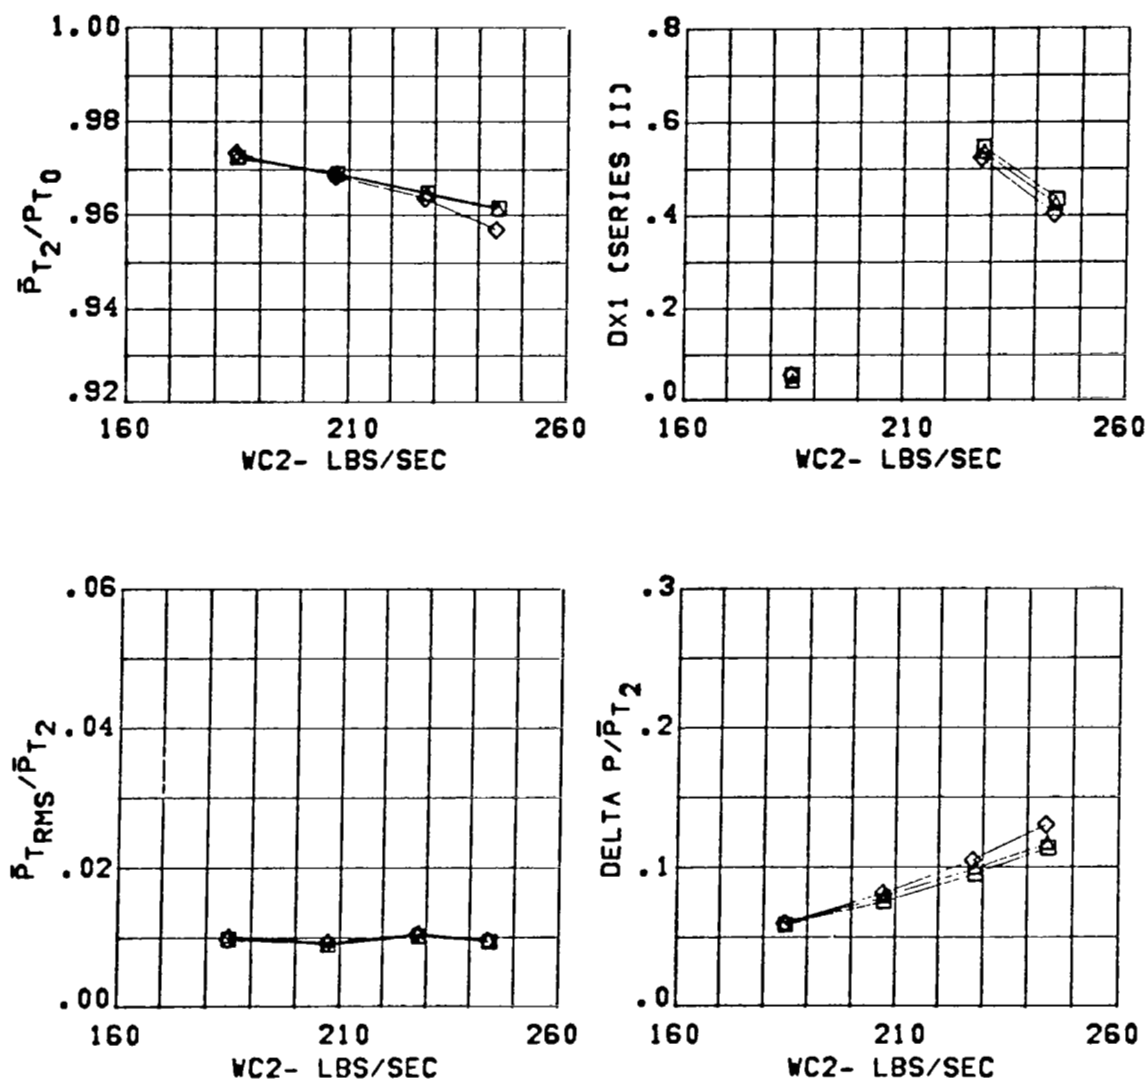 1.00
.98
.96
.94
.92
P̄T2/PT0
160 210 260
WC2- LBS/SEC
.8
.6
.4
.2
.0
DX1 (SERIES II)
160 210 260
WC2- LBS/SEC
.06
.04
.02
.00
P̄TRMS/P̄T2
160 210 260
WC2- LBS/SEC
.3
.2
.1
.0
DELTA P/P̄T2
160 210 260
WC2- LBS/SEC